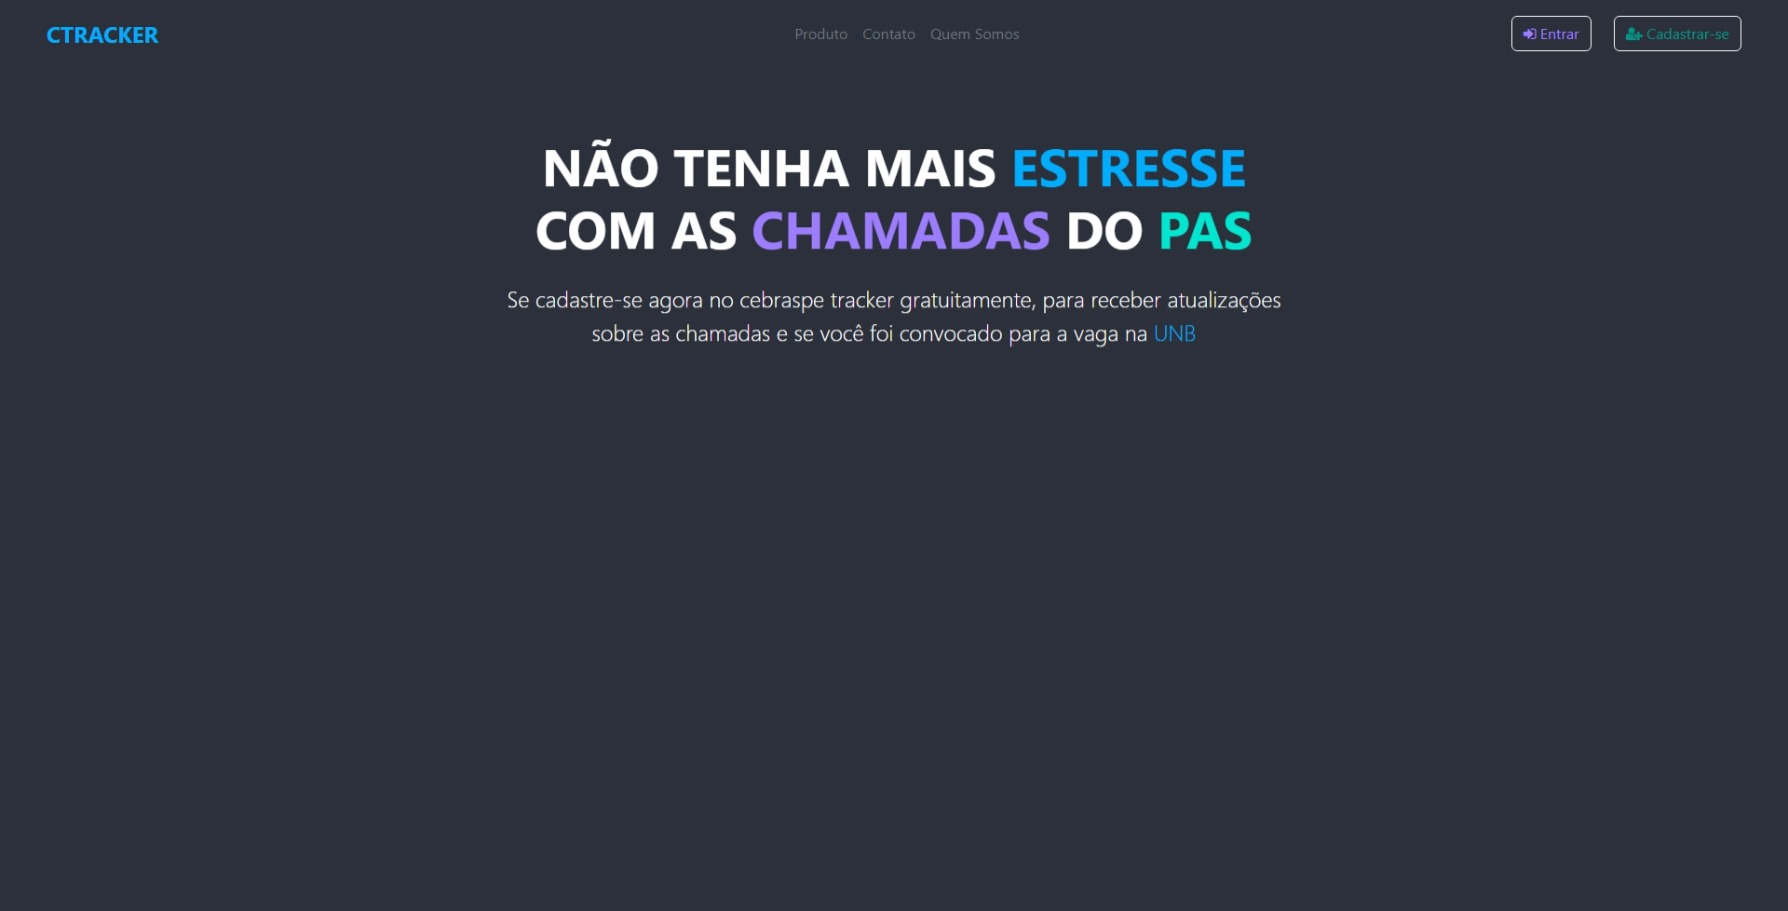 CTRACKER
Produto Contato Quem Somos
Entrar
Cadastrar-se
NÃO TENHA MAIS ESTRESSE
COM AS CHAMADAS DO PAS
Se cadastre-se agora no cebraspe tracker gratuitamente, para receber atualizações
sobre as chamadas e se você foi convocado para a vaga na UNB